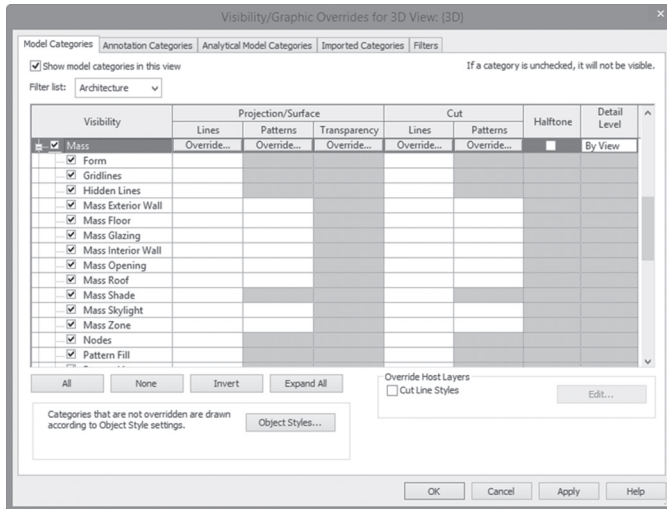 Visibility/Graphic Overrides for 3D View: {3D}
Model Categories Annotation Categories Analytical Model Categories Imported Categories Filters
Show model categories in this view If a category is unchecked, it will not be visible.
Filter list: Architecture
Visibility Projection/Surface Cut Halftone Detail Level
Lines Patterns Transparency Lines Patterns
Mass Override... Override... Override... Override... Override... By View
Form
Gridlines
Hidden Lines
Mass Exterior Wall
Mass Floor
Mass Glazing
Mass Interior Wall
Mass Opening
Mass Roof
Mass Shade
Mass Skylight
Mass Zone
Nodes
Pattern Fill
All None Invert Expand All
Override Host Layers
Cut Line Styles Edit...
Categories that are not overridden are drawn
according to Object Style settings.
Object Styles...
OK Cancel Apply Help